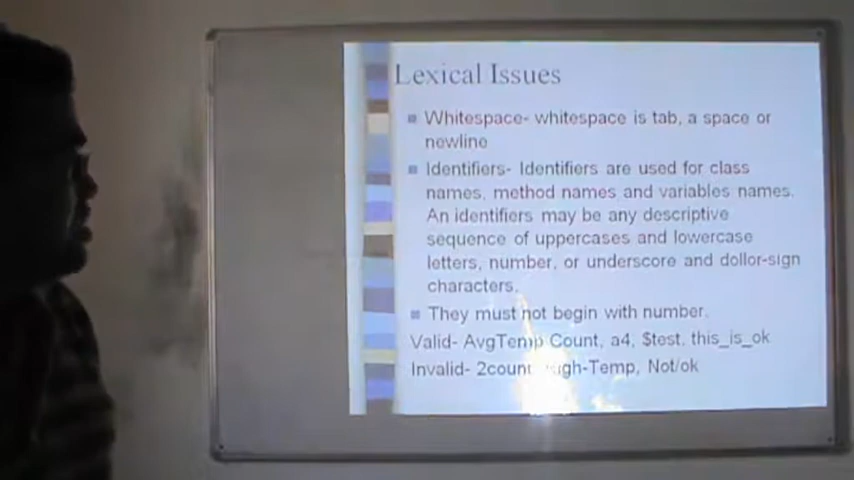 Lexical Issues
Whitespace- whitespace is tab, a space or
newline
Identifiers- Identifiers are used for class
names, method names and variables names.
An identifiers may be any descriptive
sequence of uppercases and lowercase
letters, number, or underscore and dollor-sign
characters.
They must not begin with number.
Valid- AvgTemp Count, a4, $test, this_is_ok
Invalid- 2count Not/ok